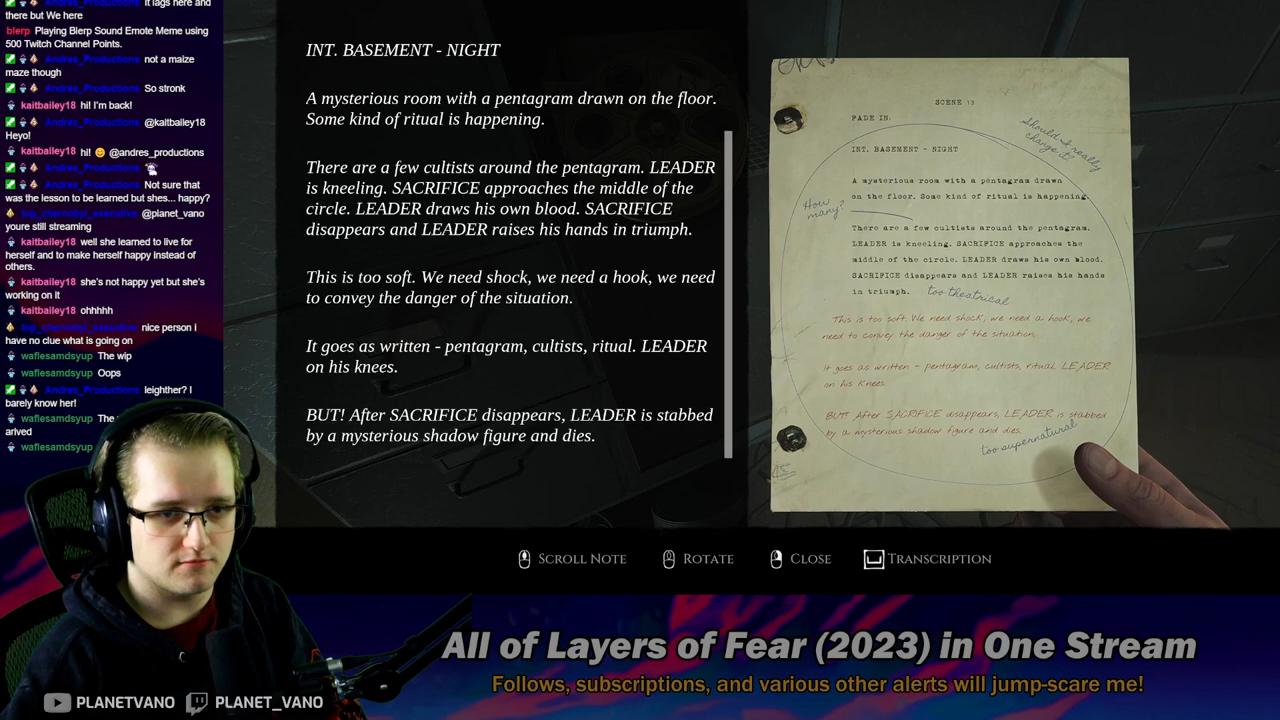 It lags here and
there but We here
blerp Playing Blerp Sound Emote Meme using
500 Twitch Channel Points.
Andres_Productions not a maize
maze though
Andres_Productions So stronk
kaitbailey18 hi! I'm back!
Andres_Productions @kaitbailey18
Heyo!
kaitbailey18 hi! @andres_productions
Andres_Productions
Andres_Productions Not sure that
was the lesson to be learned but shes... happy?
top_chernobyl_executive @planet_vano
youre still streaming
kaitbailey18 well she learned to live for
herself and to make herself happy instead of
others.
kaitbailey18 she's not happy yet but she's
working on it
kaitbailey18 ohhhhh
top_chernobyl_executive nice person i
have no clue what is going on
waflesamdsyup The wip
waflesamdsyup Oops
Andres_Productions leighther? I
barely know her!
waflesamdsyup The
arived
waflesamdsyup
INT. BASEMENT - NIGHT
A mysterious room with a pentagram drawn on the floor.
Some kind of ritual is happening.
There are a few cultists around the pentagram. LEADER
is kneeling. SACRIFICE approaches the middle of the
circle. LEADER draws his own blood. SACRIFICE
disappears and LEADER raises his hands in triumph.
This is too soft. We need shock, we need a hook, we need
to convey the danger of the situation.
It goes as written - pentagram, cultists, ritual. LEADER
on his knees.
BUT! After SACRIFICE disappears, LEADER is stabbed
by a mysterious shadow figure and dies.
SCENE 13
FADE IN:
Should I really
change it?
INT. BASEMENT - NIGHT
A mysterious room with a pentagram drawn
on the floor. Some kind of ritual is happening.
How
many?
There are a few cultists around the pentagram.
LEADER is kneeling. SACRIFICE approaches the
middle of the circle. LEADER draws his own blood.
SACRIFICE disappears and LEADER raises his hands
in triumph.
too theatrical
This is too soft. We need shock, we need a hook, we
need to convey the danger of the situation.
It goes as written - pentagram, cultists, ritual. LEADER
on his knees.
BUT! After SACRIFICE disappears, LEADER is stabbed
by a mysterious shadow figure and dies.
too supernatural
SCROLL NOTE
ROTATE
CLOSE
TRANSCRIPTION
All of Layers of Fear (2023) in One Stream
Follows, subscriptions, and various other alerts will jump-scare me!
PLANETVANO
PLANET_VANO